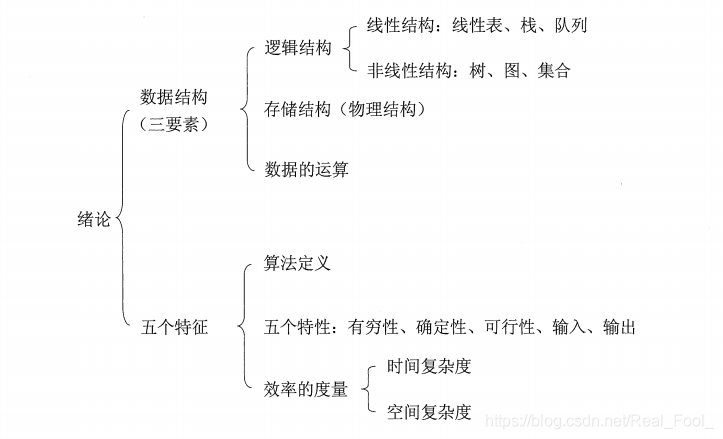 线性结构：线性表、栈、队列
逻辑结构
非线性结构：树、图、集合
数据结构
（三要素）
存储结构（物理结构）
数据的运算
绪论
算法定义
五个特征
五个特性：有穷性、确定性、可行性、输入、输出
时间复杂度
效率的度量
空间复杂度
https://blog.csdn.net/Real_Fool_